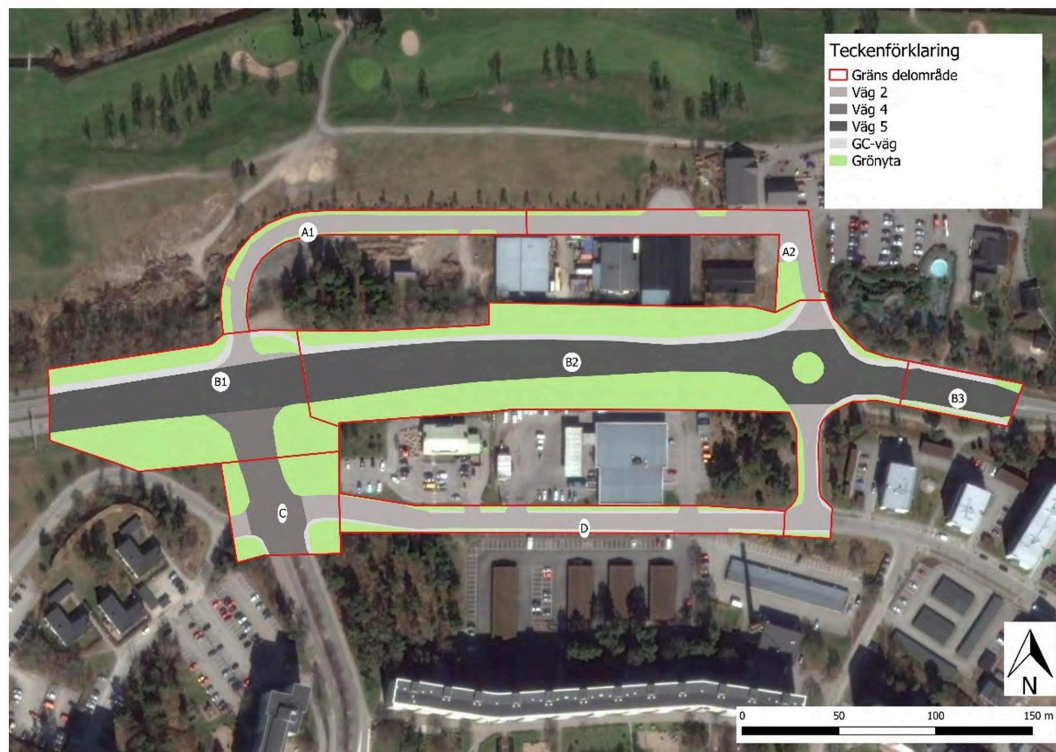 Teckenförklaring
Gräns delområde
Väg 2
Väg 4
Väg 5
GC-väg
Grönyta
A1
A2
B1
B2
B3
C
D
N
0 50 100 150 m